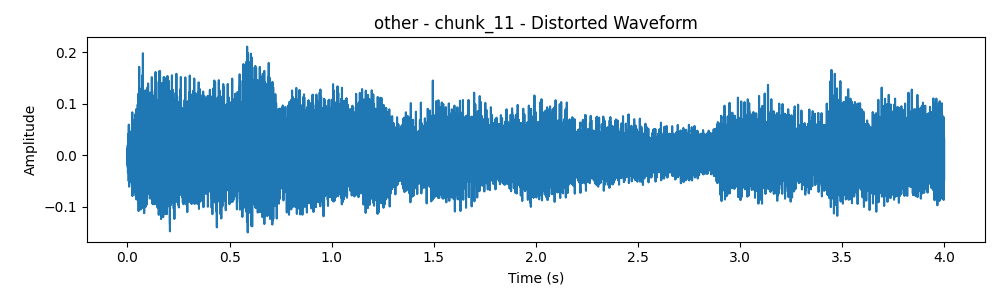 other - chunk_11 - Distorted Waveform
0.2
0.1
0.0
−0.1
Amplitude
0.0 0.5 1.0 1.5 2.0 2.5 3.0 3.5 4.0
Time (s)